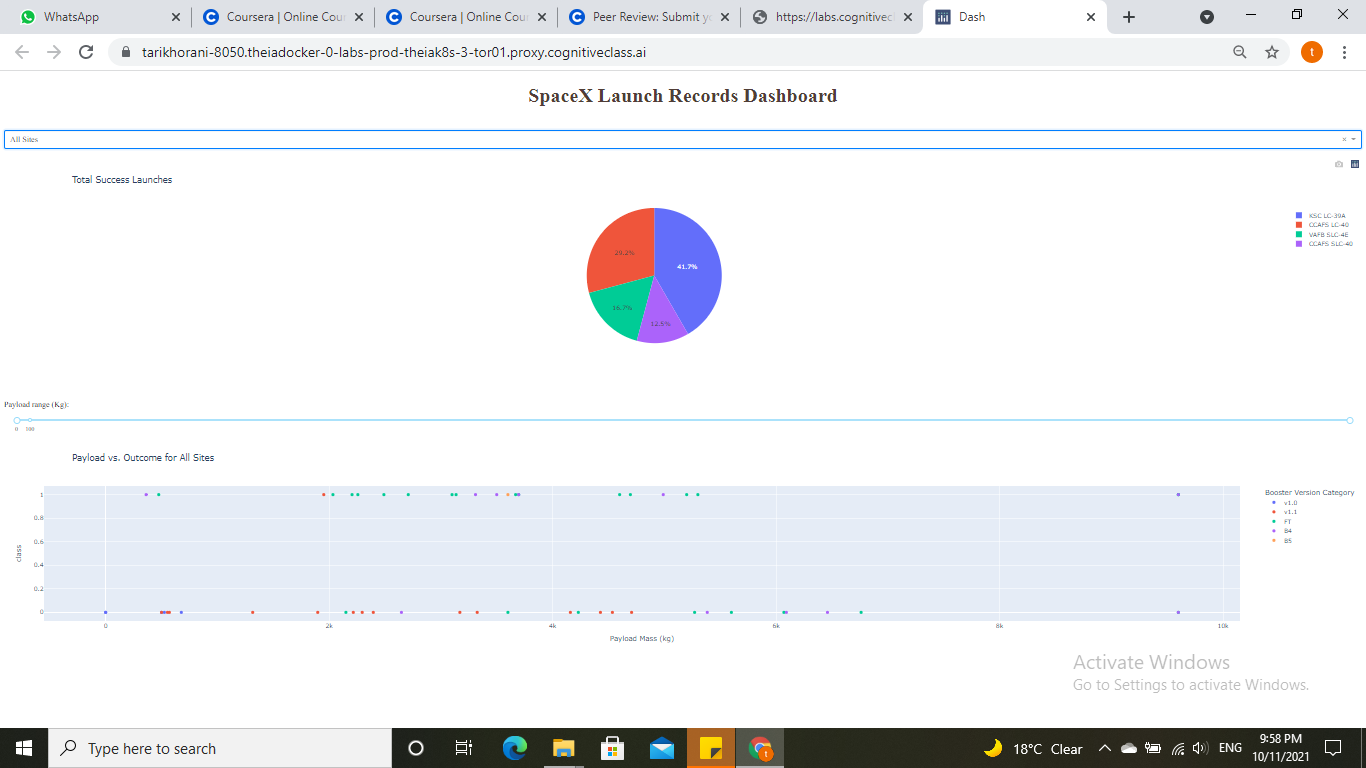 WhatsApp
Coursera | Online Cou
Coursera | Online Cou
Peer Review: Submit y
https://labs.cognitivec
Dash
tarikhorani-8050.theiadocker-0-labs-prod-theiak8s-3-tor01.proxy.cognitiveclass.ai
t
SpaceX Launch Records Dashboard
All Sites
Total Success Launches
KSC LC-39A
CCAFS LC-40
VAFB SLC-4E
CCAFS SLC-40
29.2%
41.7%
16.7%
12.5%
Payload range (Kg):
0 100
Payload vs. Outcome for All Sites
Booster Version Category
v1.0
v1.1
FT
B4
B5
1
0.8
0.6
0.4
0.2
0
class
0 2k 4k 6k 8k 10k
Payload Mass (kg)
Activate Windows
Go to Settings to activate Windows.
Type here to search
t
18°C Clear
ENG
9:58 PM
10/11/2021